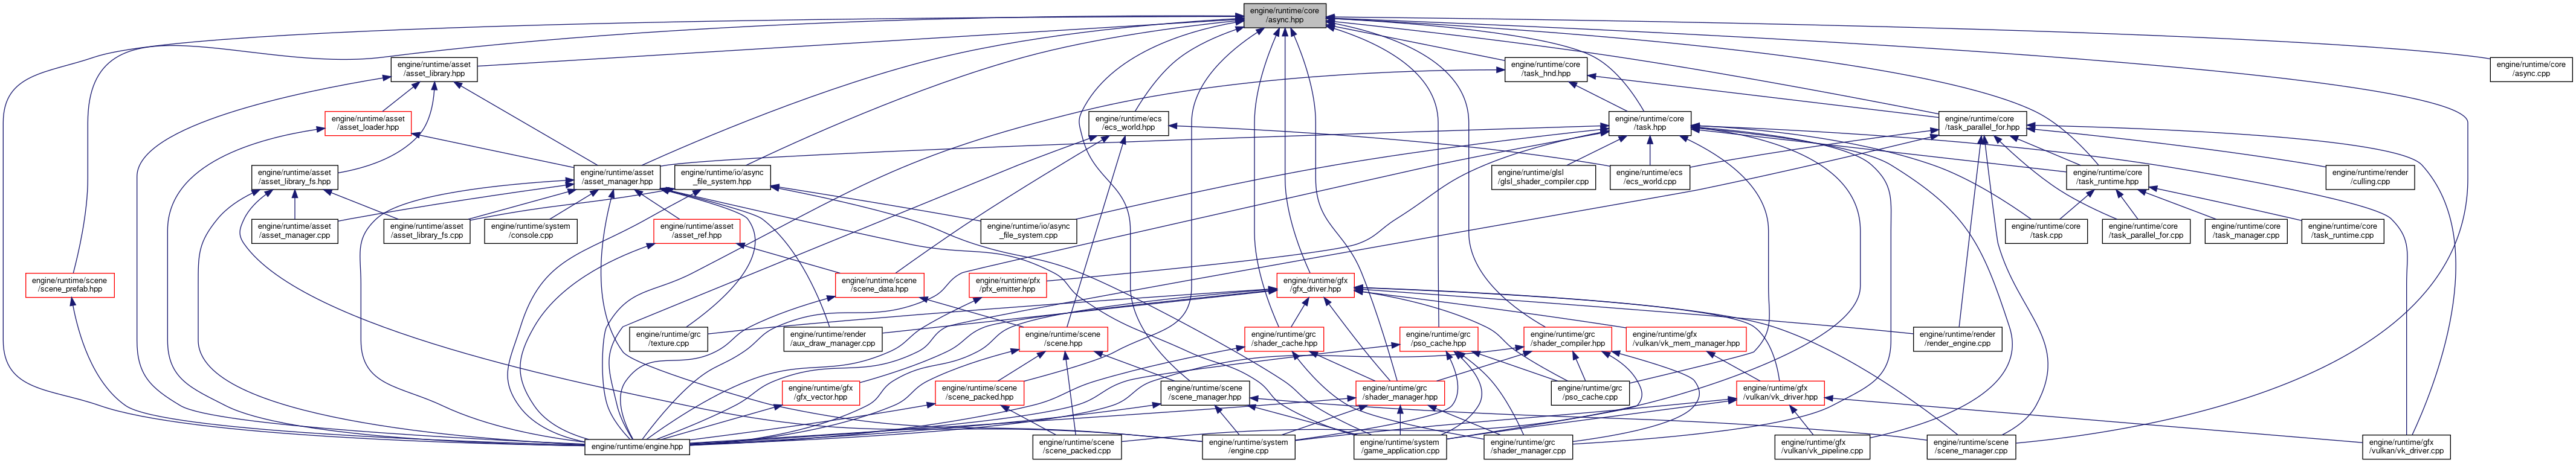 engine/runtime/core
/async.hpp
engine/runtime/asset
/asset_library.hpp
engine/runtime/core
/task_hnd.hpp
engine/runtime/core
/async.cpp
engine/runtime/asset
/asset_loader.hpp
engine/runtime/ecs
/ecs_world.hpp
engine/runtime/core
/task.hpp
engine/runtime/core
/task_parallel_for.hpp
engine/runtime/asset
/asset_library_fs.hpp
engine/runtime/asset
/asset_manager.hpp
engine/runtime/io/async
_file_system.hpp
engine/runtime/glsl
/glsl_shader_compiler.cpp
engine/runtime/ecs
/ecs_world.cpp
engine/runtime/core
/task_runtime.hpp
engine/runtime/render
/culling.cpp
engine/runtime/asset
/asset_manager.cpp
engine/runtime/asset
/asset_library_fs.cpp
engine/runtime/system
/console.cpp
engine/runtime/asset
/asset_ref.hpp
engine/runtime/io/async
_file_system.cpp
engine/runtime/core
/task.cpp
engine/runtime/core
/task_parallel_for.cpp
engine/runtime/core
/task_manager.cpp
engine/runtime/core
/task_runtime.cpp
engine/runtime/scene
/scene_prefab.hpp
engine/runtime/scene
/scene_data.hpp
engine/runtime/pfx
/pfx_emitter.hpp
engine/runtime/gfx
/gfx_driver.hpp
engine/runtime/grc
/texture.cpp
engine/runtime/render
/aux_draw_manager.cpp
engine/runtime/scene
/scene.hpp
engine/runtime/grc
/shader_cache.hpp
engine/runtime/grc
/pso_cache.hpp
engine/runtime/grc
/shader_compiler.hpp
engine/runtime/gfx
/vulkan/vk_mem_manager.hpp
engine/runtime/render
/render_engine.cpp
engine/runtime/gfx
/gfx_vector.hpp
engine/runtime/scene
/scene_packed.hpp
engine/runtime/scene
/scene_manager.hpp
engine/runtime/grc
/shader_manager.hpp
engine/runtime/grc
/pso_cache.cpp
engine/runtime/gfx
/vulkan/vk_driver.hpp
engine/runtime/engine.hpp
engine/runtime/scene
/scene_packed.cpp
engine/runtime/system
/engine.cpp
engine/runtime/system
/game_application.cpp
engine/runtime/grc
/shader_manager.cpp
engine/runtime/gfx
/vulkan/vk_pipeline.cpp
engine/runtime/scene
/scene_manager.cpp
engine/runtime/gfx
/vulkan/vk_driver.cpp